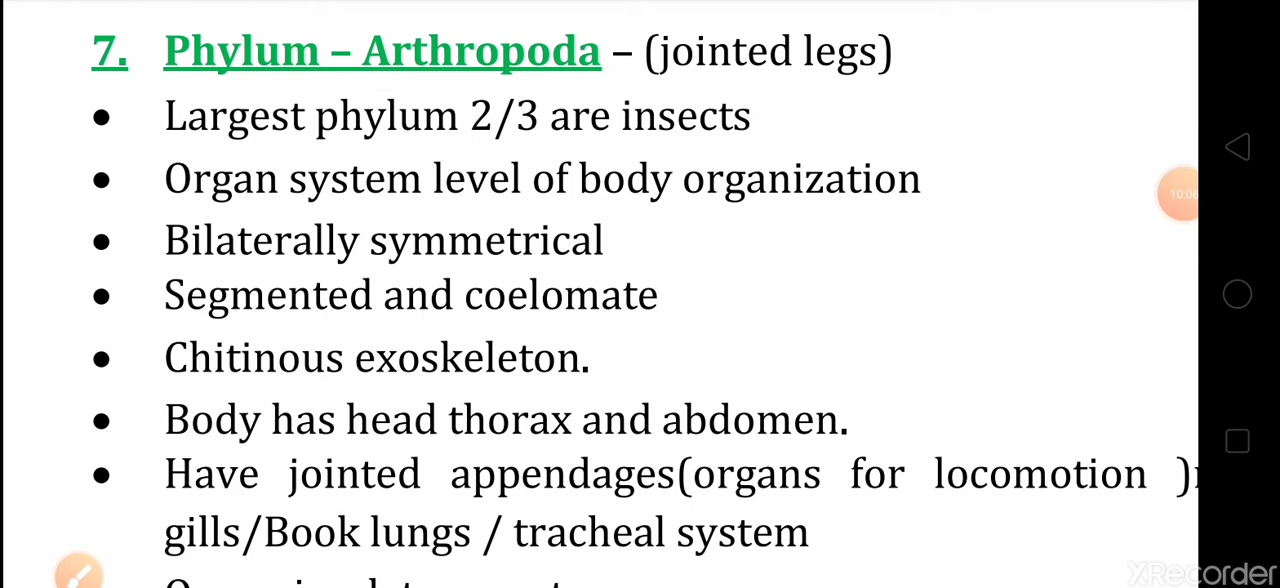 7. Phylum – Arthropoda – (jointed legs)
• Largest phylum 2/3 are insects
• Organ system level of body organization
• Bilaterally symmetrical
• Segmented and coelomate
• Chitinous exoskeleton.
• Body has head thorax and abdomen.
• Have jointed appendages(organs for locomotion )
gills/Book lungs / tracheal system
10:06
XRecorder